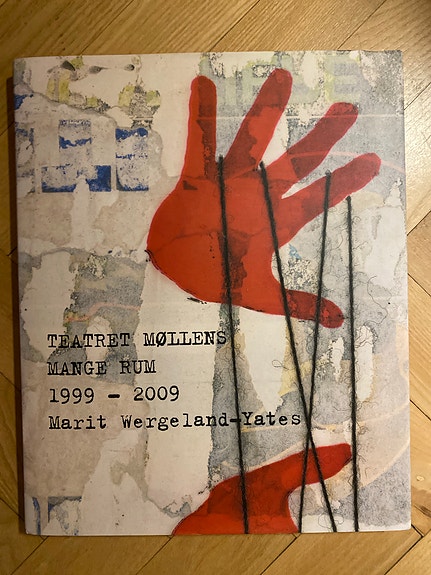 TEATRET MØLLENS
MANGE RUM
1999 - 2009
Marit Wergeland-Yates